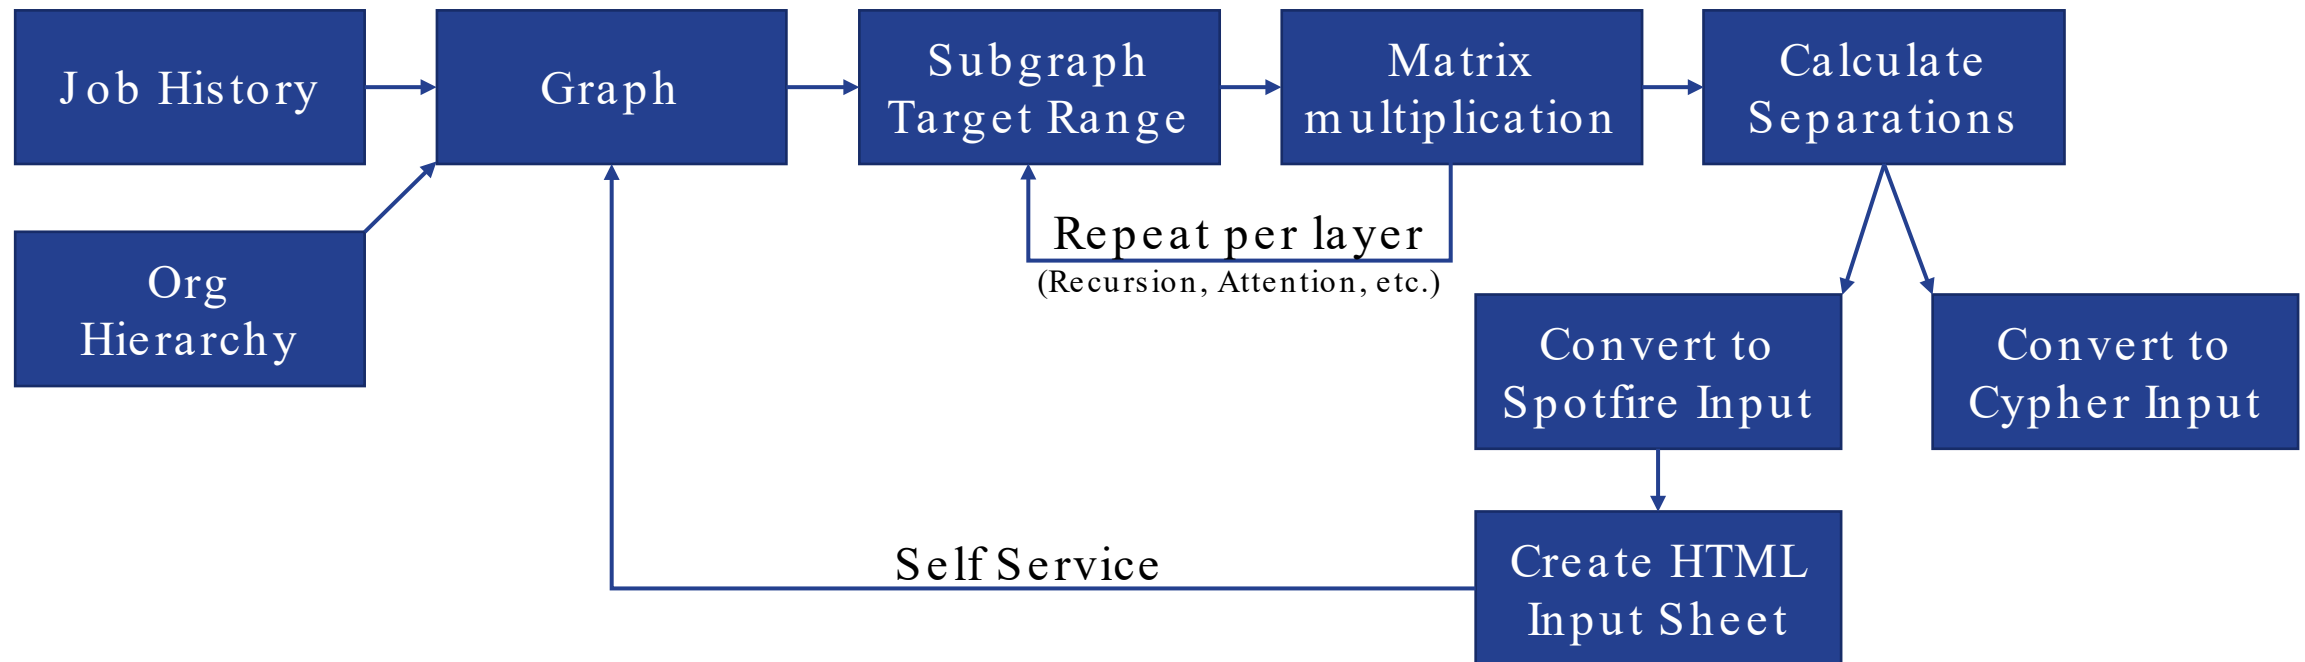 Job History
Graph
Subgraph
Target Range
Matrix
multiplication
Calculate
Separations
Repeat per layer
(Recursion, Attention, etc.)
Org
Hierarchy
Convert to
Spotfire Input
Convert to
Cypher Input
Self Service
Create HTML
Input Sheet